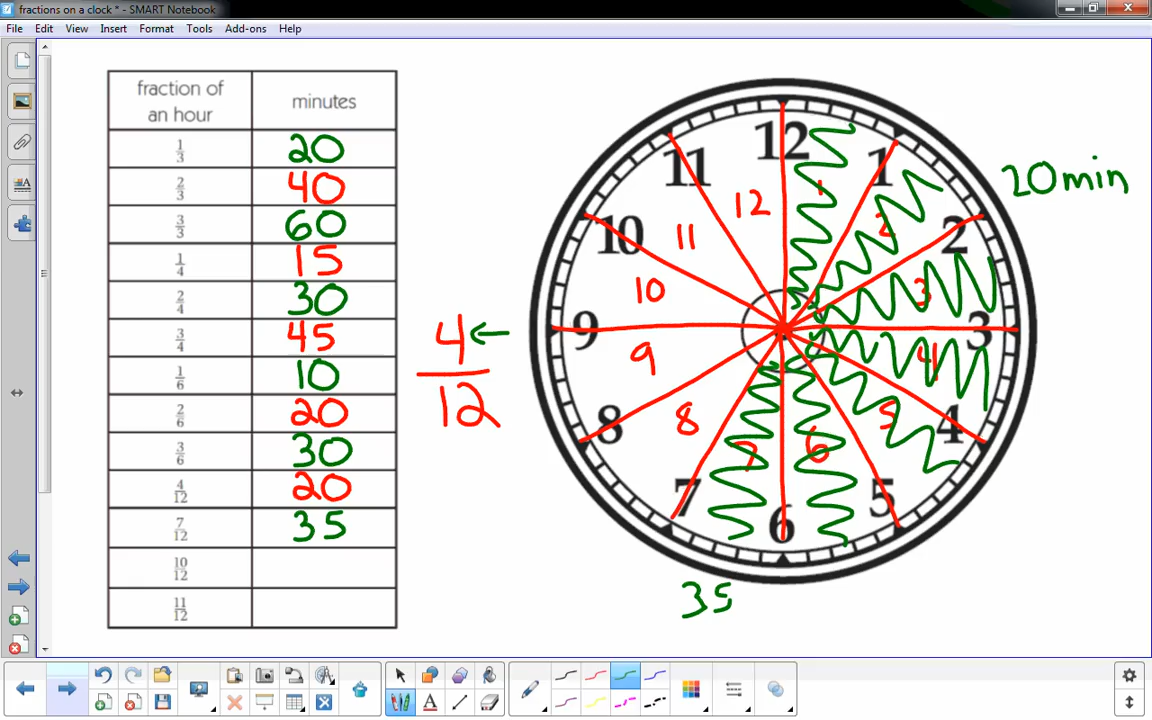 fractions on a clock * - SMART Notebook
File Edit View Insert Format Tools Add-ons Help
fraction of an hour minutes
1/3 20
2/3 40
3/3 60
1/4 15
2/4 30
3/4 45
1/6 10
2/6 20
3/6 30
4/12 20
7/12 35
10/12
11/12
4/12 ←
12 1 2 3 4 5 6 7 8 9 10 11
1 2 3 4 5 6 7 8 9 10 11 12
20min
35
A